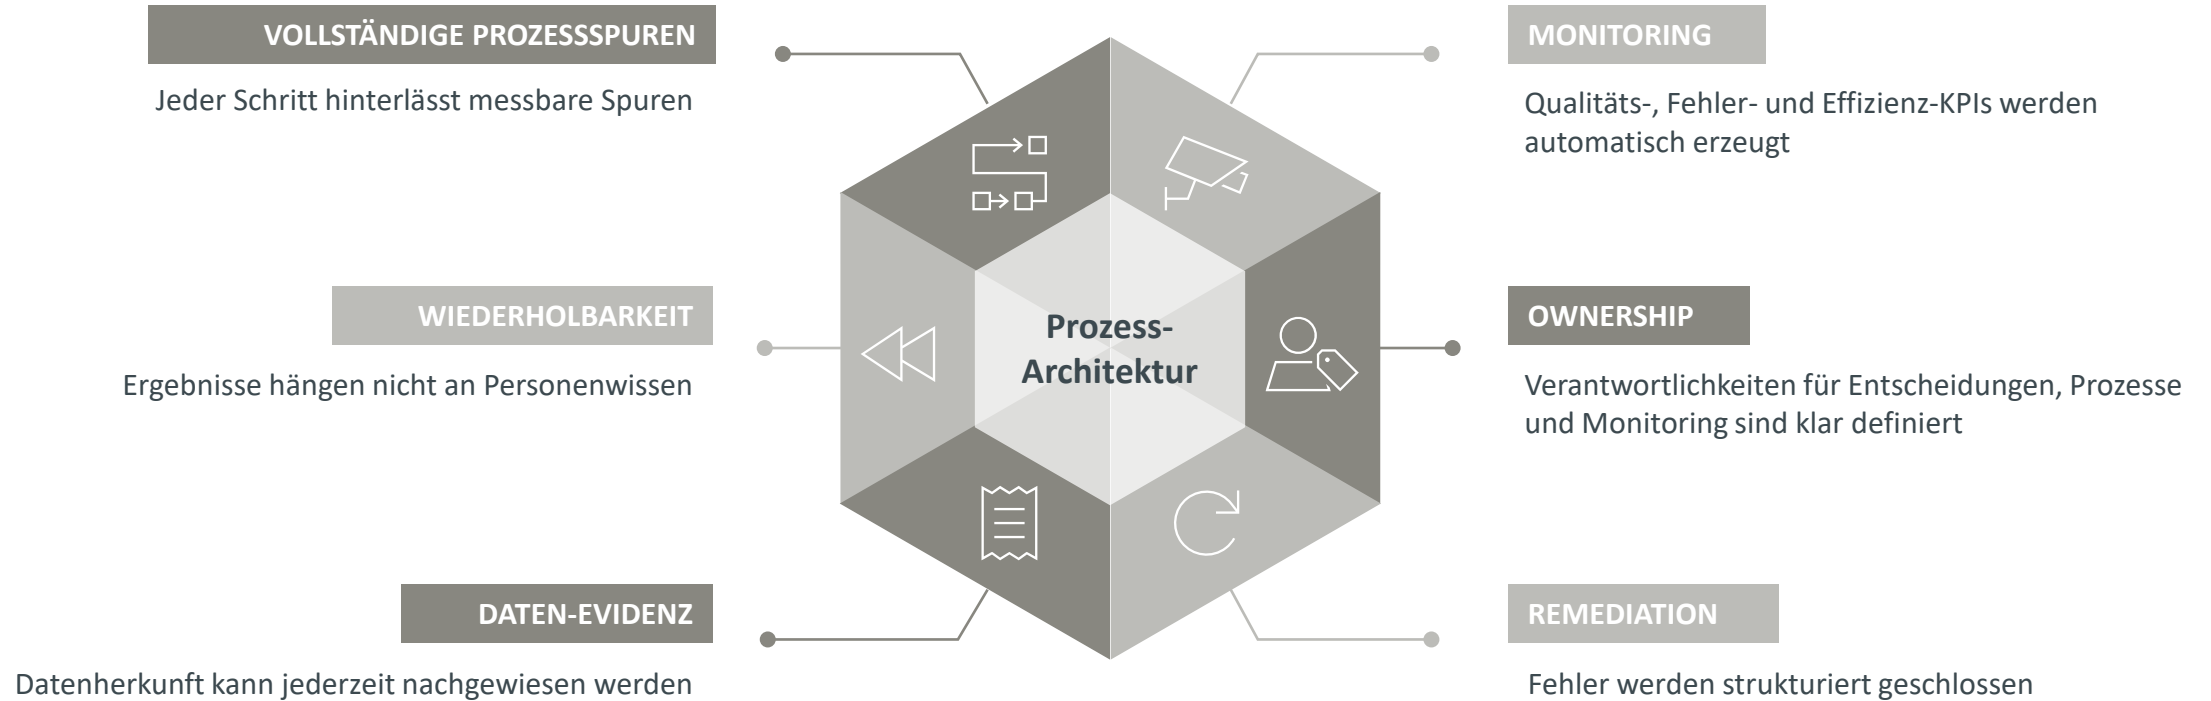 VOLLSTÄNDIGE PROZESSSPUREN
Jeder Schritt hinterlässt messbare Spuren
WIEDERHOLBARKEIT
Ergebnisse hängen nicht an Personenwissen
DATEN-EVIDENZ
Datenherkunft kann jederzeit nachgewiesen werden
Prozess-
Architektur
MONITORING
Qualitäts-, Fehler- und Effizienz-KPIs werden
automatisch erzeugt
OWNERSHIP
Verantwortlichkeiten für Entscheidungen, Prozesse
und Monitoring sind klar definiert
REMEDIATION
Fehler werden strukturiert geschlossen